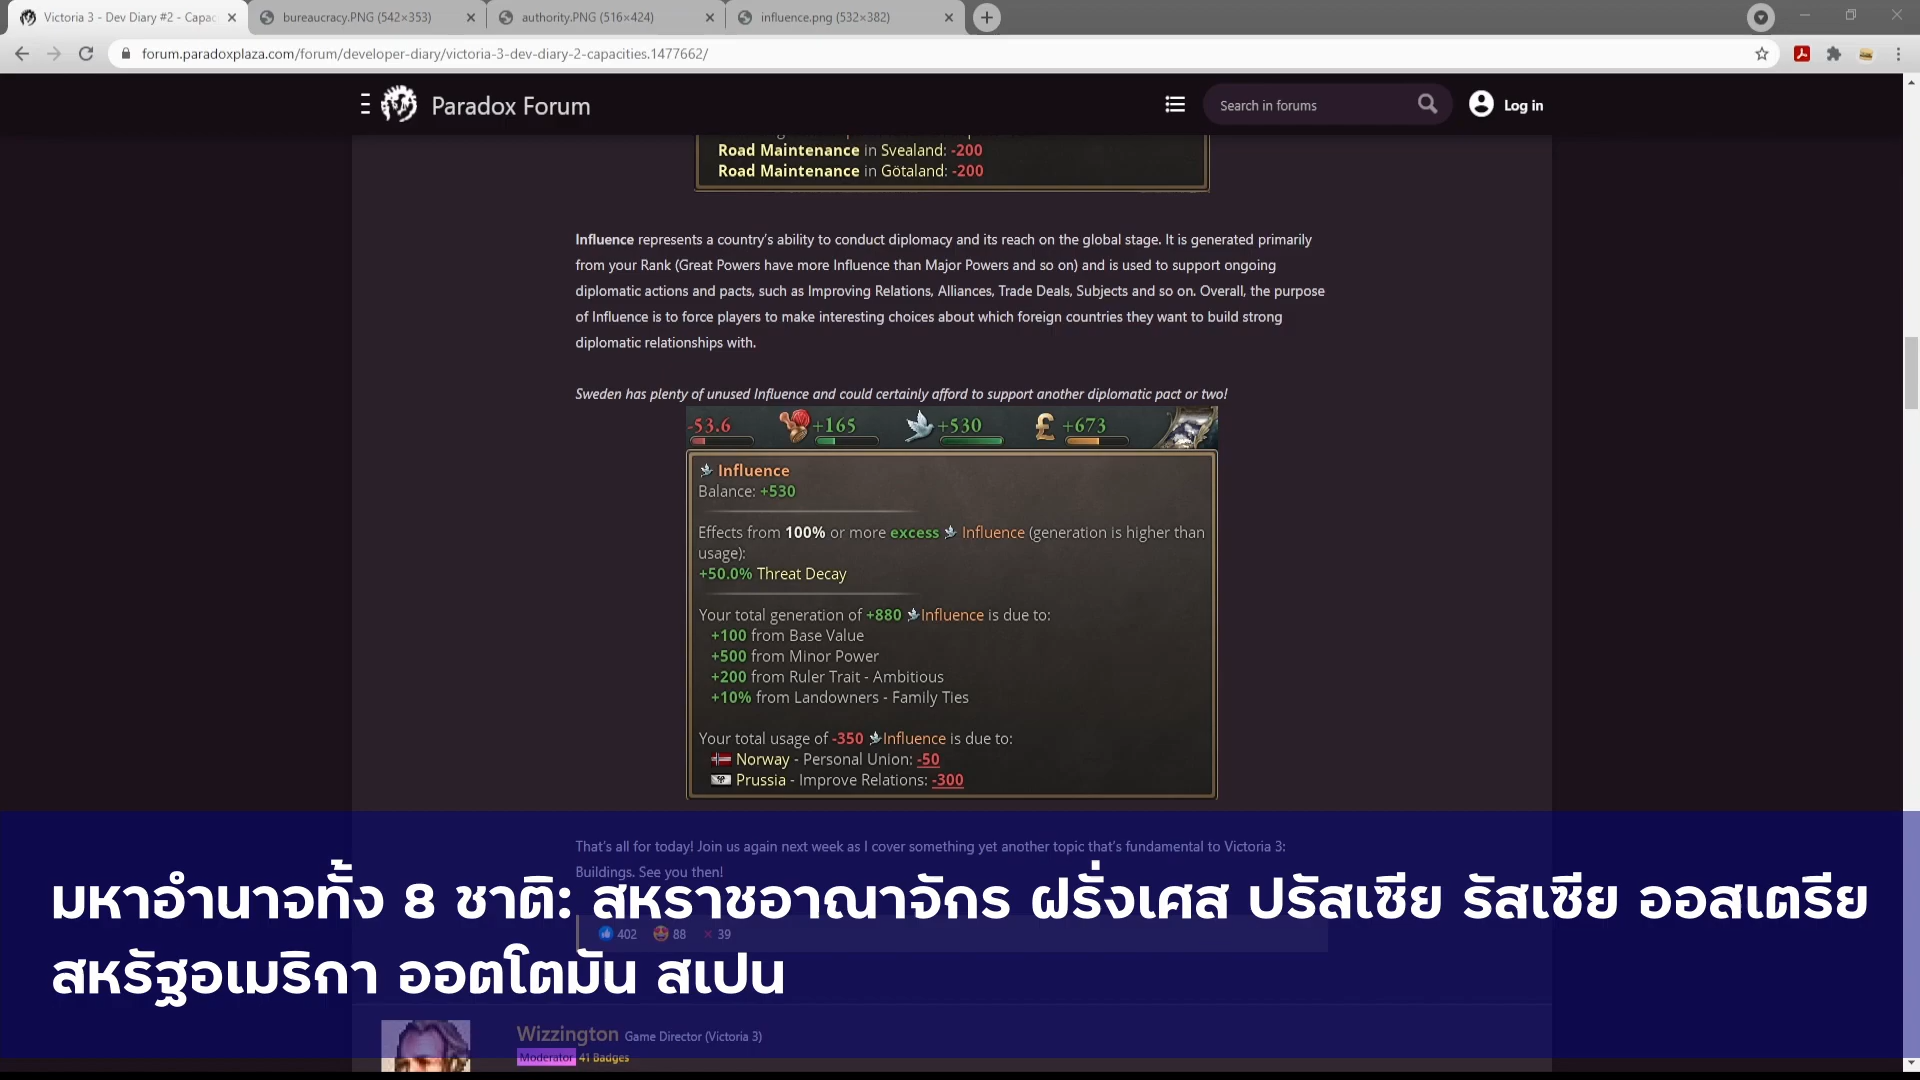 Victoria 3 - Dev Diary #2 - Capac
bureaucracy.PNG (542×353)
authority.PNG (516×424)
influence.png (532×382)
forum.paradoxplaza.com/forum/developer-diary/victoria-3-dev-diary-2-capacities.1477662/
Paradox Forum
Search in forums
Log in
Road Maintenance in Svealand: -200
Road Maintenance in Götaland: -200
Influence represents a country's ability to conduct diplomacy and its reach on the global stage. It is generated primarily
from your Rank (Great Powers have more Influence than Major Powers and so on) and is used to support ongoing
diplomatic actions and pacts, such as Improving Relations, Alliances, Trade Deals, Subjects and so on. Overall, the purpose
of Influence is to force players to make interesting choices about which foreign countries they want to build strong
diplomatic relationships with.
Sweden has plenty of unused Influence and could certainly afford to support another diplomatic pact or two!
-53.6 +165 +530 £ +673
Influence
Balance: +530
Effects from 100% or more excess Influence (generation is higher than
usage):
+50.0% Threat Decay
Your total generation of +880 Influence is due to:
+100 from Base Value
+500 from Minor Power
+200 from Ruler Trait - Ambitious
+10% from Landowners - Family Ties
Your total usage of -350 Influence is due to:
Norway - Personal Union: -50
Prussia - Improve Relations: -300
That's all for today! Join us again next week as I cover something yet another topic that's fundamental to Victoria 3:
Buildings. See you then!
มหาอำนาจทั้ง 8 ชาติ: สหราชอาณาจักร ฝรั่งเศส ปรัสเซีย รัสเซีย ออสเตรีย
402 88 39
สหรัฐอเมริกา ออตโตมัน สเปน
Wizzington Game Director (Victoria 3)
Moderator 41 Badges